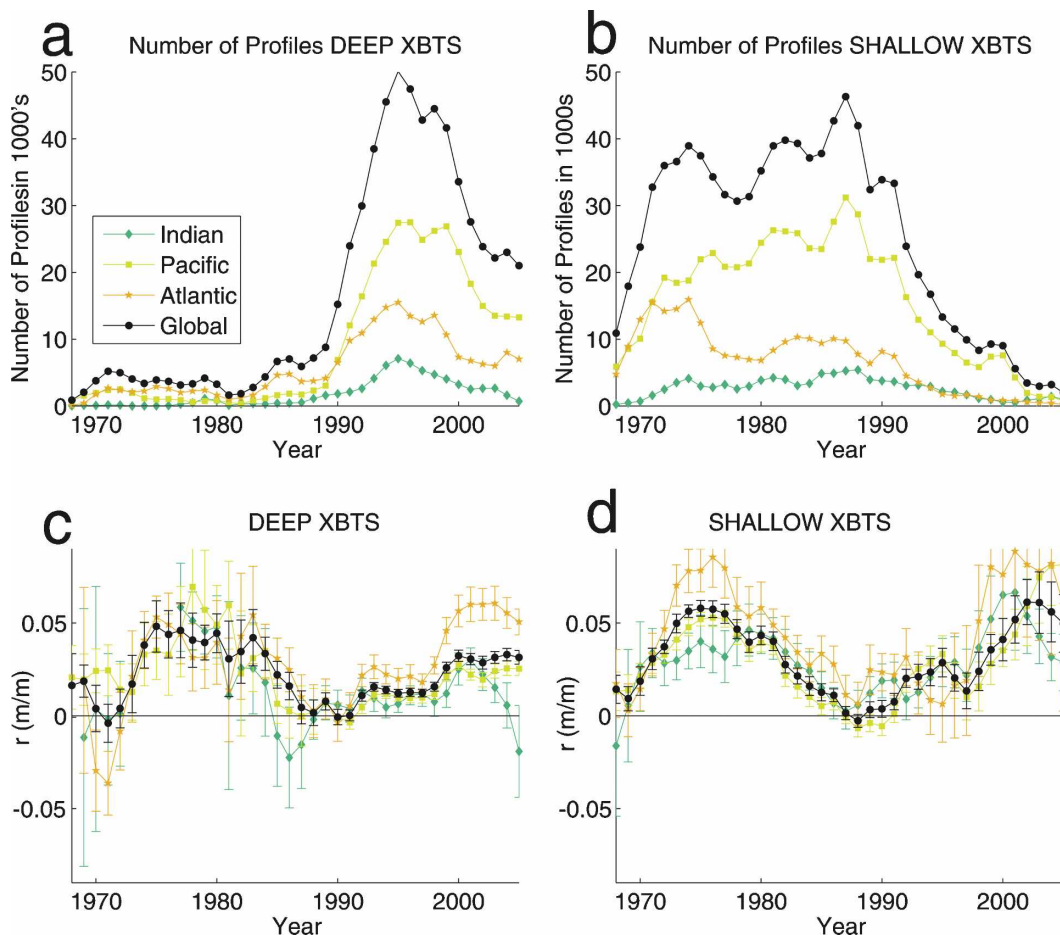 a
Number of Profiles DEEP XBTS
Number of Profilesin 1000's
50
40
30
20
10
0
Indian
Pacific
Atlantic
Global
1970
1980
1990
2000
Year
b
Number of Profiles SHALLOW XBTS
Number of Profiles in 1000s
50
40
30
20
10
0
1970
1980
1990
2000
Year
c
DEEP XBTS
r (m/m)
0.05
0
-0.05
1970
1980
1990
2000
Year
d
SHALLOW XBTS
r (m/m)
0.05
0
-0.05
1970
1980
1990
2000
Year